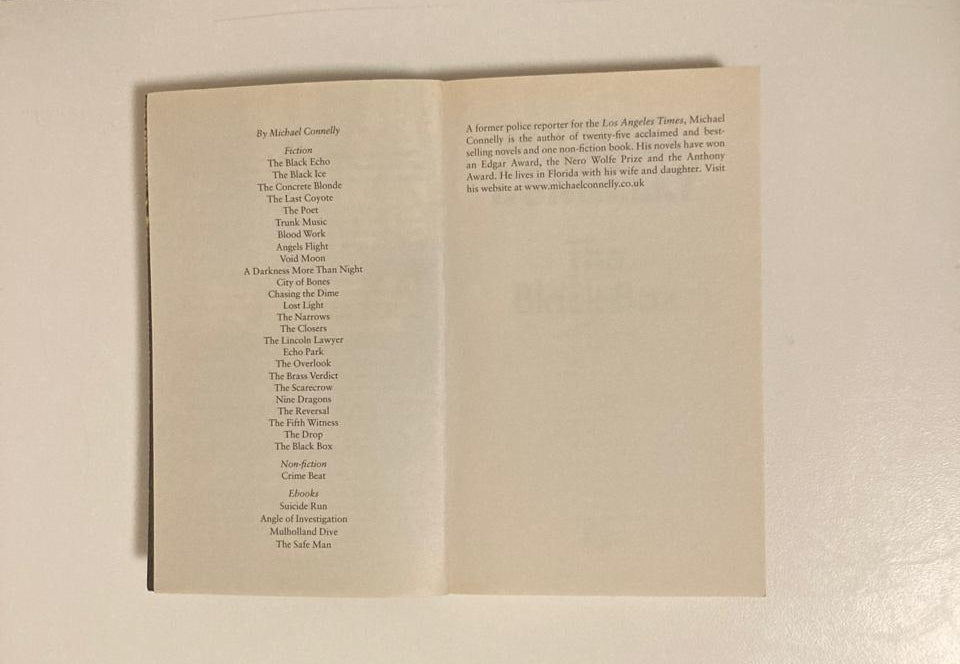 By Michael Connelly
Fiction
The Black Echo
The Black Ice
The Concrete Blonde
The Last Coyote
The Poet
Trunk Music
Blood Work
Angels Flight
Void Moon
A Darkness More Than Night
City of Bones
Chasing the Dime
Lost Light
The Narrows
The Closers
The Lincoln Lawyer
Echo Park
The Overlook
The Brass Verdict
The Scarecrow
Nine Dragons
The Reversal
The Fifth Witness
The Drop
The Black Box
Non-fiction
Crime Beat
Ebooks
Suicide Run
Angle of Investigation
Mulholland Dive
The Safe Man
A former police reporter for the Los Angeles Times, Michael
Connelly is the author of twenty-five acclaimed and best-
selling novels and one non-fiction book. His novels have won
an Edgar Award, the Nero Wolfe Prize and the Anthony
Award. He lives in Florida with his wife and daughter. Visit
his website at www.michaelconnelly.co.uk